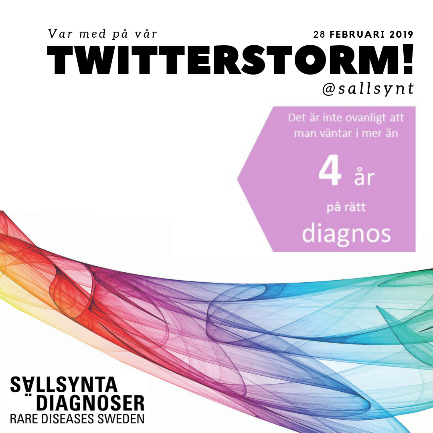 Var med på vår
28 FEBRUARI 2019
TWITTERSTORM!
@sallsynt
Det är inte ovanligt att
man väntar i mer än
4 år
på rätt
diagnos
SÄLLSYNTA
DIAGNOSER
RARE DISEASES SWEDEN